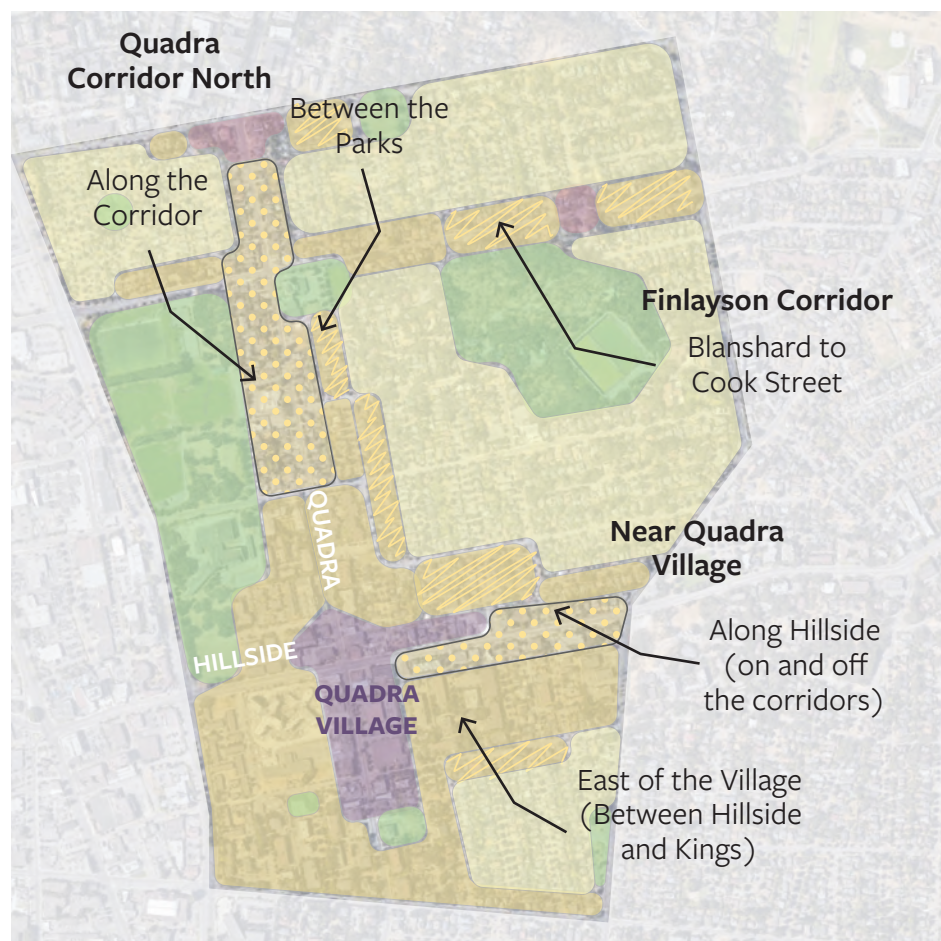 Quadra
Corridor North
Between the
Parks
Along the
Corridor
Finlayson Corridor
Blanshard to
Cook Street
QUADRA
Near Quadra
Village
HILLSIDE
Along Hillside
(on and off
the corridors)
QUADRA
VILLAGE
East of the Village
(Between Hillside
and Kings)